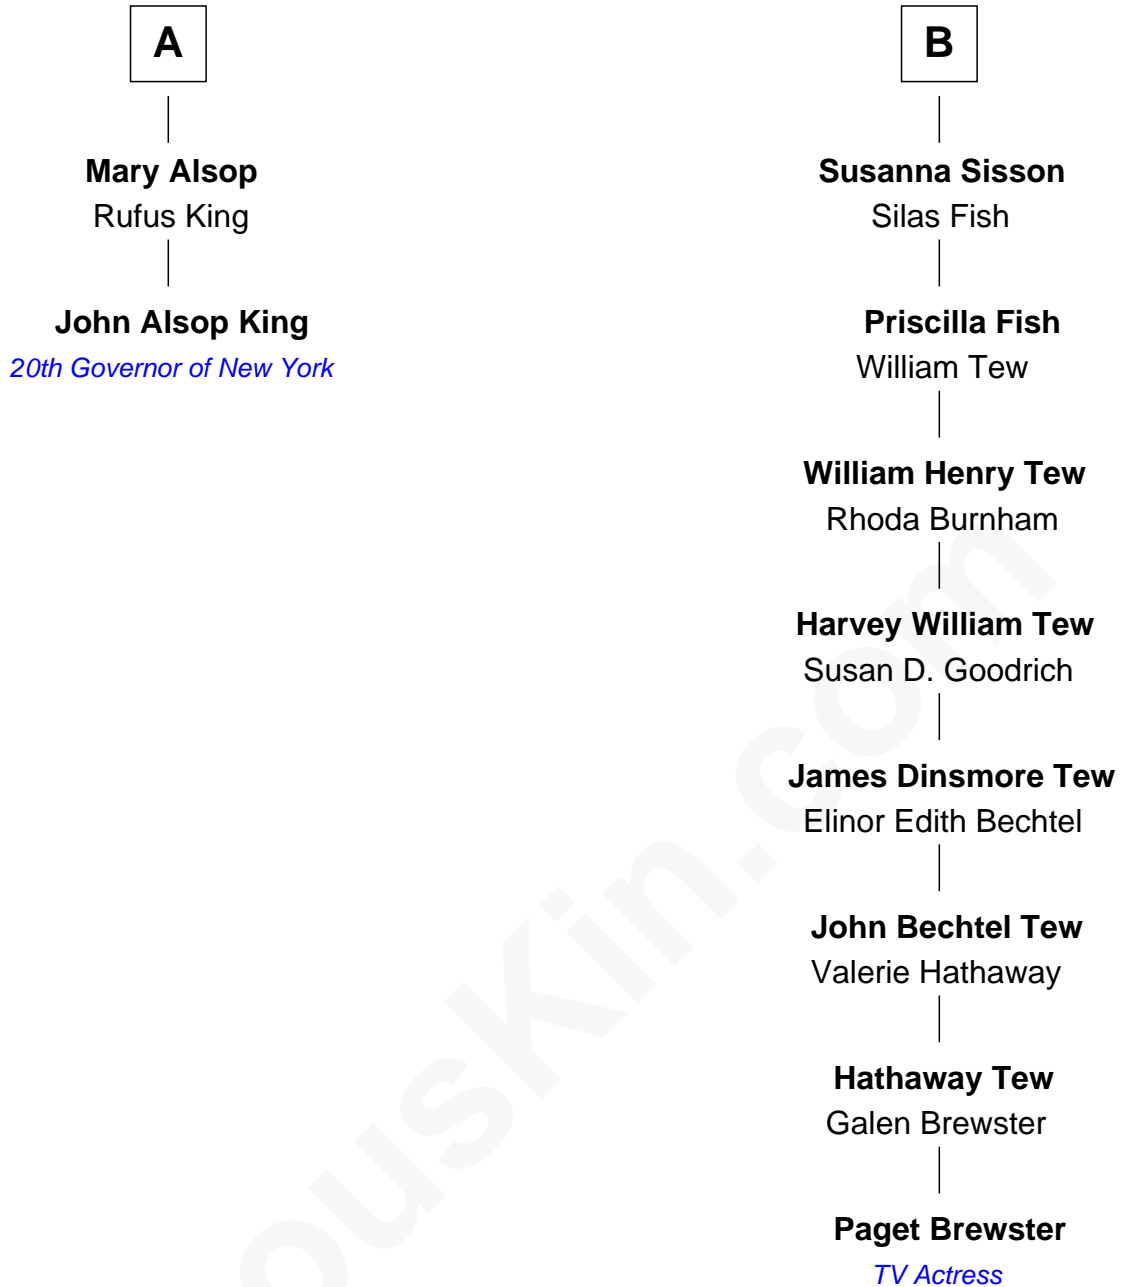 A
Mary Alsop
Rufus King
John Alsop King
20th Governor of New York
B
Susanna Sisson
Silas Fish
Priscilla Fish
William Tew
William Henry Tew
Rhoda Burnham
Harvey William Tew
Susan D. Goodrich
James Dinsmore Tew
Elinor Edith Bechtel
John Bechtel Tew
Valerie Hathaway
Hathaway Tew
Galen Brewster
Paget Brewster
TV Actress
ousKin.com